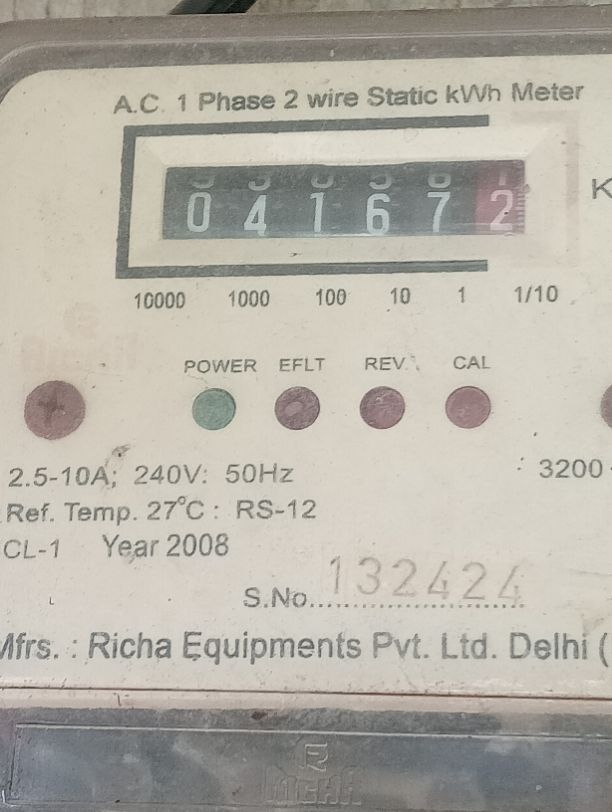 A.C. 1 Phase 2 wire Static kWh Meter
0 4 1 6 7 2
K
10000 1000 100 10 1 1/10
POWER EFLT REV. CAL
2.5-10A; 240V: 50Hz
3200
Ref. Temp. 27°C : RS-12
CL-1 Year 2008
S.No. 132424
Mfrs. : Richa Equipments Pvt. Ltd. Delhi (
R
RICHA